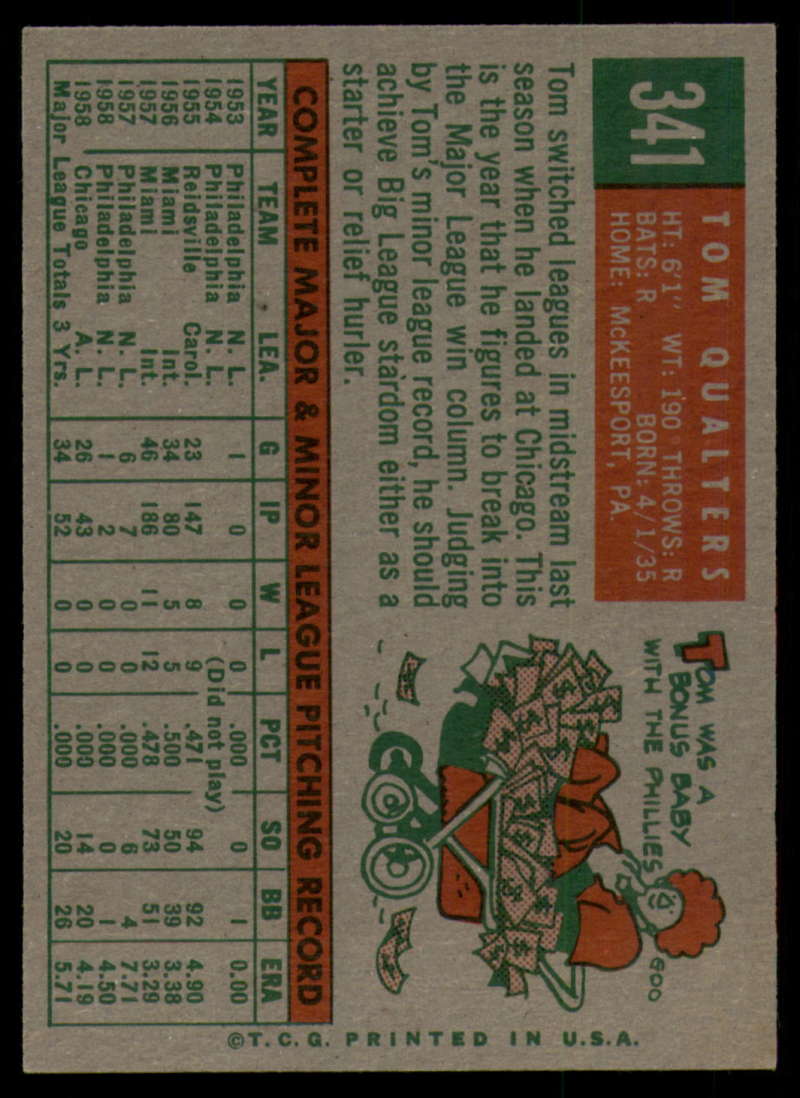 341
TOM QUALTERS
HT: 6'1" WT: 190 THROWS: R
BATS: R BORN: 4/1/35
HOME: McKEESPORT, PA.
Tom switched leagues in midstream last
season when he landed at Chicago. This
is the year that he figures to break into
the Major League win column. Judging
by Tom's minor league record, he should
achieve Big League stardom either as a
starter or relief hurler.
TOM WAS A
BONUS BABY
WITH THE PHILLIES
GOO
COMPLETE MAJOR & MINOR LEAGUE PITCHING RECORD
YEAR TEAM LEA. G IP W L PCT SO BB ERA
1953 Philadelphia N. L. 1 0 0 0 .000 0 1 0.00
1954 Philadelphia N. L. (Did not play)
1955 Reidsville Carol. 23 147 8 9 .471 94 92 4.90
1956 Miami Int. 34 80 5 5 .500 50 39 3.38
1957 Miami Int. 46 186 11 12 .478 73 51 3.29
1957 Philadelphia N. L. 6 7 0 0 .000 6 4 7.71
1958 Philadelphia N. L. 1 2 0 0 .000 0 1 4.50
1958 Chicago A. L. 26 43 0 0 .000 14 20 4.19
Major League Totals 3 Yrs. 34 52 0 0 .000 20 26 5.71
©T.C.G. PRINTED IN U.S.A.